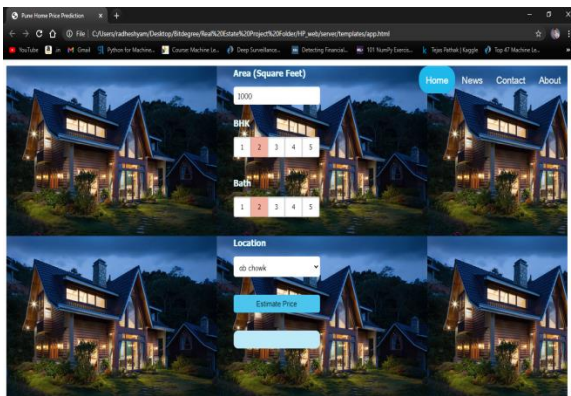 Pune Home Price Prediction
File | C:/Users/radheshyam/Desktop/Bitdegree/Real%20Estate%20Project%20Folder/HP_web/server/templates/app.html
YouTube in Gmail Python for Machine... Course: Machine Le... Deep Surveillance... Detecting Financial... 101 NumPy Exercis... Tejas Pathak | Kaggle Top 47 Machine Le...
Home News Contact About
Area (Square Feet)
1000
BHK
1 2 3 4 5
Bath
1 2 3 4 5
Location
ab chowk
Estimate Price